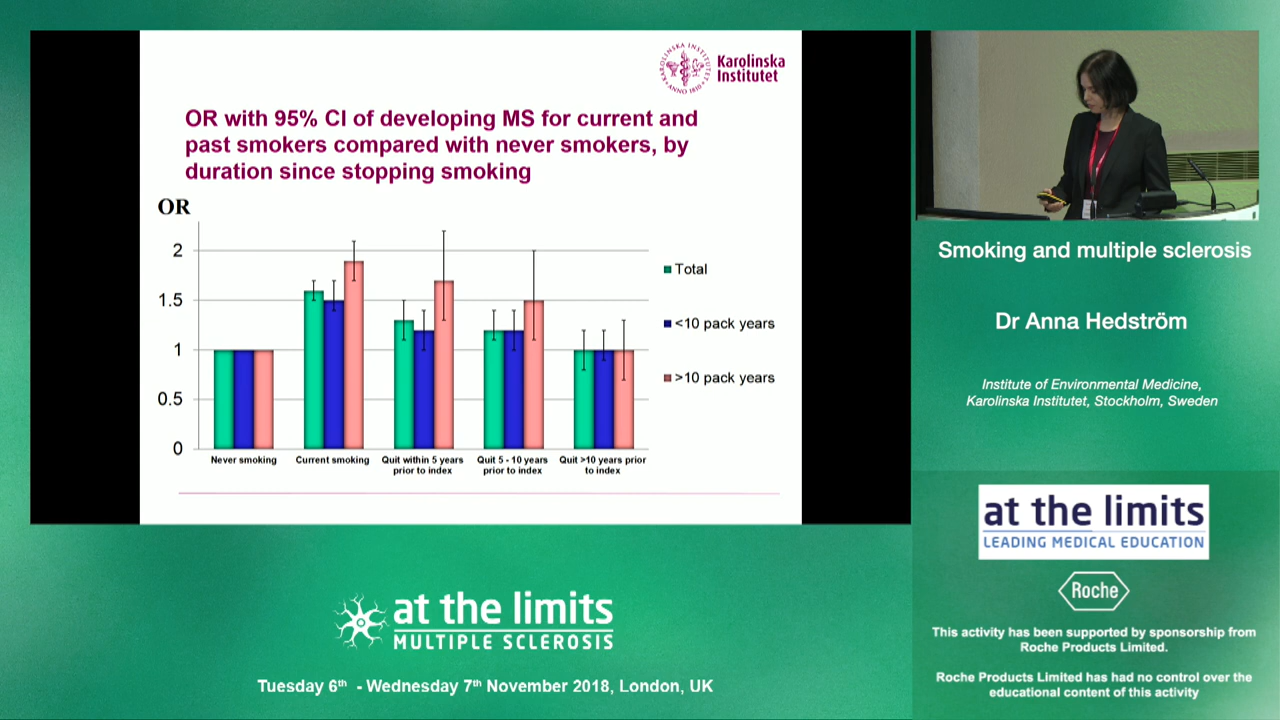 Karolinska
Institutet
KAROLINSKA INSTITUTET
ANNO 1810
OR with 95% CI of developing MS for current and
past smokers compared with never smokers, by
duration since stopping smoking
OR
2
1.5
1
0.5
0
Total
<10 pack years
>10 pack years
Never smoking
Current smoking
Quit within 5 years
prior to index
Quit 5 - 10 years
prior to index
Quit >10 years prior
to index
Smoking and multiple sclerosis
Dr Anna Hedström
Institute of Environmental Medicine,
Karolinska Institutet, Stockholm, Sweden
at the limits
LEADING MEDICAL EDUCATION
Roche
This activity has been supported by sponsorship from
Roche Products Limited.
Roche Products Limited has had no control over the
educational content of this activity
at the limits
MULTIPLE SCLEROSIS
Tuesday 6th - Wednesday 7th November 2018, London, UK